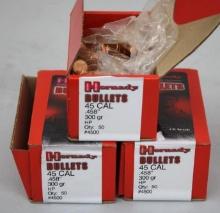 Hornady
BULLETS
45 CAL
.458"
300 gr
HP
Qty: 50
#4500
Hornady
BULLETS
45 CAL
.458"
300 gr
HP
Qty: 50
#4500
Hornady
BULLETS
45 CAL
.458"
300 gr
HP
Qty: 50
#4500